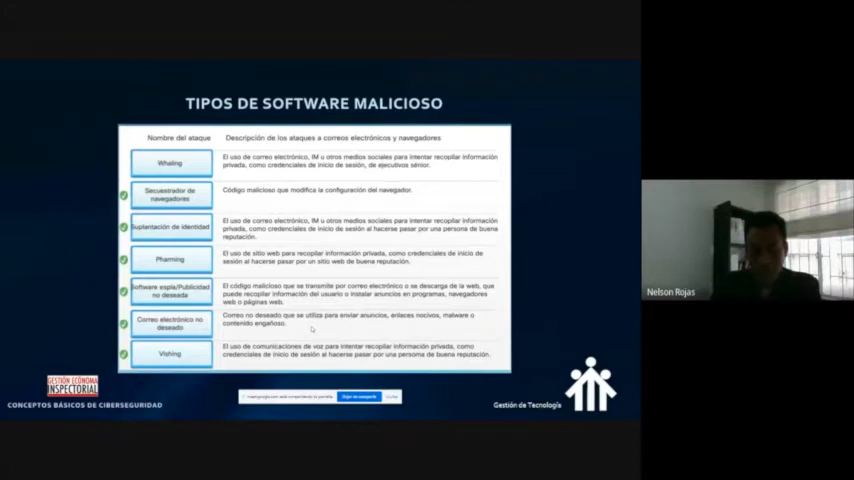 TIPOS DE SOFTWARE MALICIOSO
Nombre del ataque
Descripción de los ataques a correos electrónicos y navegadores
Whaling
El uso de correo electrónico, IM u otros medios sociales para intentar recopilar información
privada, como credenciales de inicio de sesión, de ejecutivos sénior.
Secuestrador de
navegadores
Código malicioso que modifica la configuración del navegador.
Suplantación de identidad
El uso de correo electrónico, IM u otros medios sociales para intentar recopilar información
privada, como credenciales de inicio de sesión al hacerse pasar por una persona de buena
reputación.
Pharming
El uso de sitio web para recopilar información privada, como credenciales de inicio de
sesión al hacerse pasar por un sitio web de buena reputación.
Software espía/Publicidad
no deseada
El código malicioso que se transmite por correo electrónico o se descarga de la web, que
puede recopilar información del usuario o instalar anuncios en programas, navegadores
web o páginas web.
Correo electrónico no
deseado
Correo no deseado que se utiliza para enviar anuncios, enlaces nocivos, malware o
contenido engañoso.
Vishing
El uso de comunicaciones de voz para intentar recopilar información privada, como
credenciales de inicio de sesión al hacerse pasar por una persoma de buena reputación.
GESTIÓN ECÓNOMA
INSPECTORIAL
CONCEPTOS BÁSICOS DE CIBERSEGURIDAD
Dejar de compartir
Gestión de Tecnología
Nelson Rojas